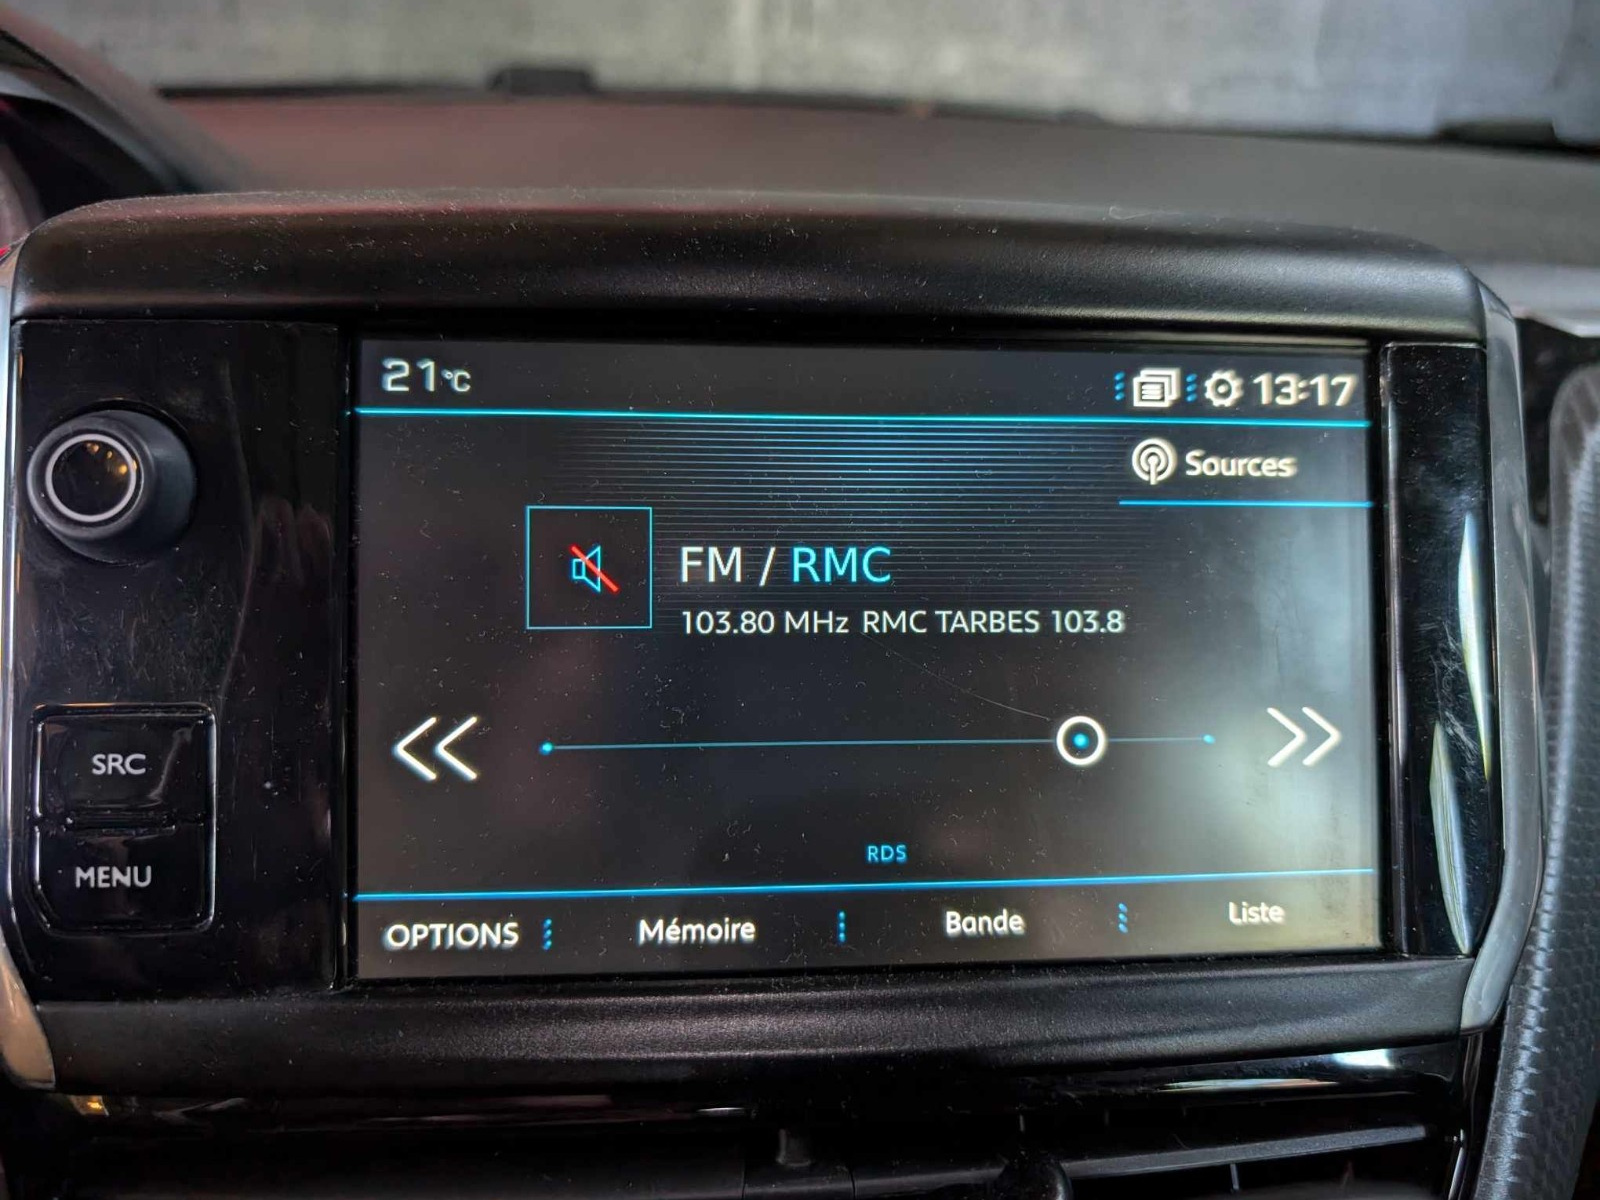 21°C
13:17
Sources
FM / RMC
103.80 MHz RMC TARBES 103.8
SRC
MENU
RDS
OPTIONS
Mémoire
Bande
Liste